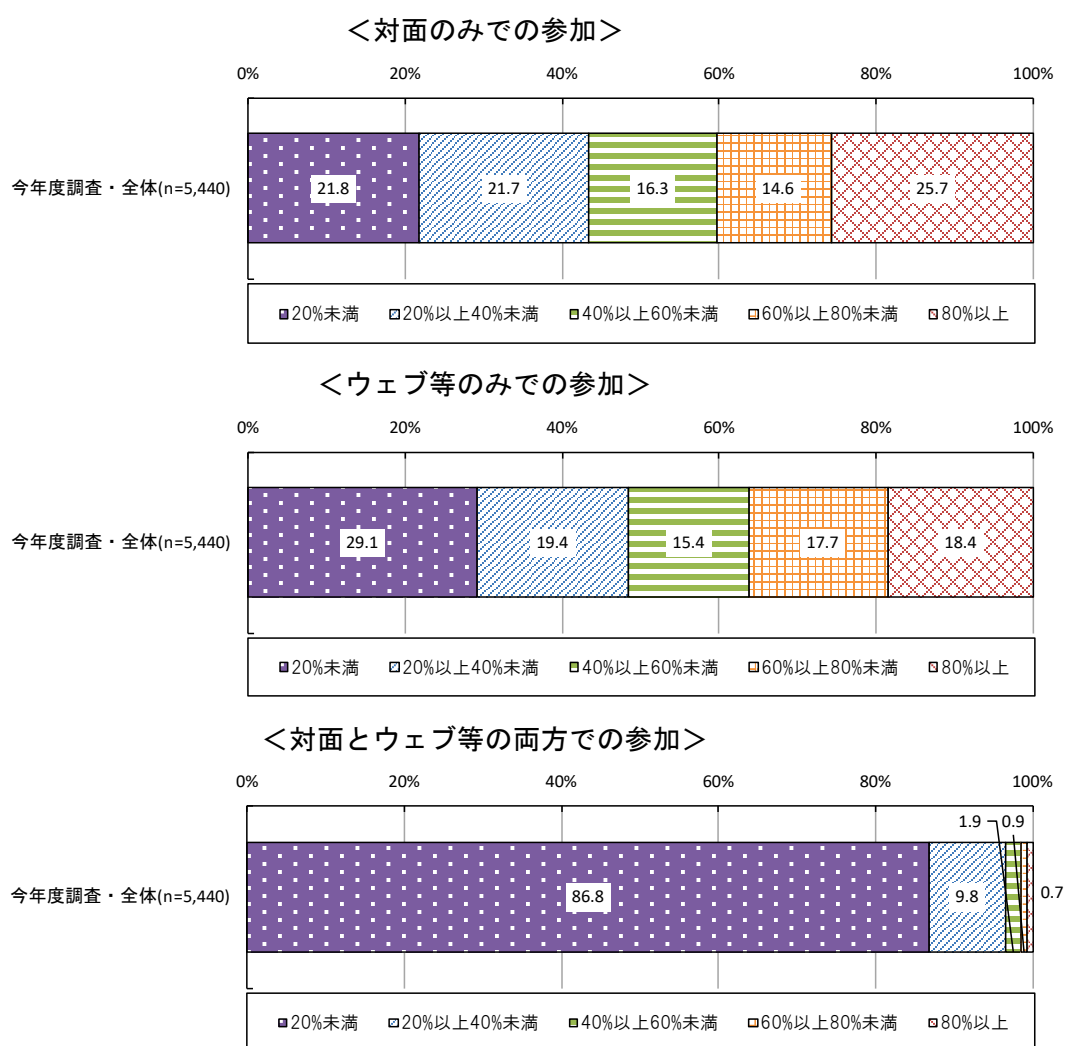 ＜対面のみでの参加＞
0% 20% 40% 60% 80% 100%
今年度調査・全体(n=5,440) 21.8 21.7 16.3 14.6 25.7
20%未満 20%以上40%未満 40%以上60%未満 60%以上80%未満 80%以上
＜ウェブ等のみでの参加＞
0% 20% 40% 60% 80% 100%
今年度調査・全体(n=5,440) 29.1 19.4 15.4 17.7 18.4
20%未満 20%以上40%未満 40%以上60%未満 60%以上80%未満 80%以上
＜対面とウェブ等の両方での参加＞
0% 20% 40% 60% 80% 100%
1.9 0.9
今年度調査・全体(n=5,440) 86.8 9.8 0.7
20%未満 20%以上40%未満 40%以上60%未満 60%以上80%未満 80%以上